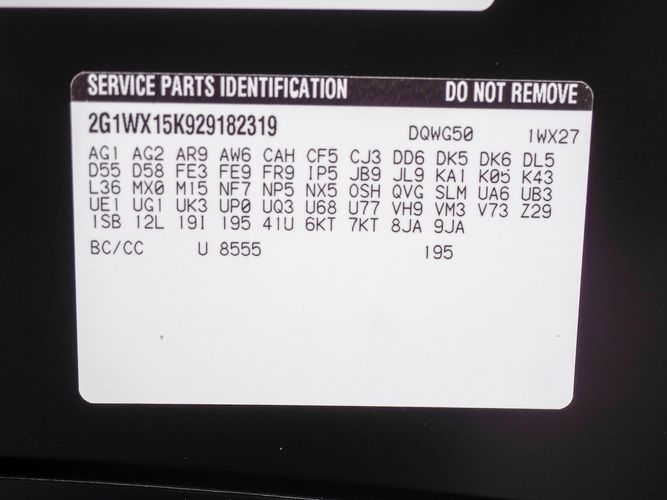 SERVICE PARTS IDENTIFICATION DO NOT REMOVE
2G1WX15K929182319 DQWG50 1WX27
AG1 AG2 AR9 AW6 CAH CF5 CJ3 DD6 DK5 DK6 DL5
D55 D58 FE3 FE9 FR9 IP5 JB9 JL9 KA1 K05 K43
L36 MX0 M15 NF7 NP5 NX5 OSH QVG SLM UA6 UB3
UE1 UG1 UK3 UP0 UQ3 U68 U77 VH9 VM3 V73 Z29
1SB 12L 19I 195 41U 6KT 7KT 8JA 9JA
BC/CC U 8555 195